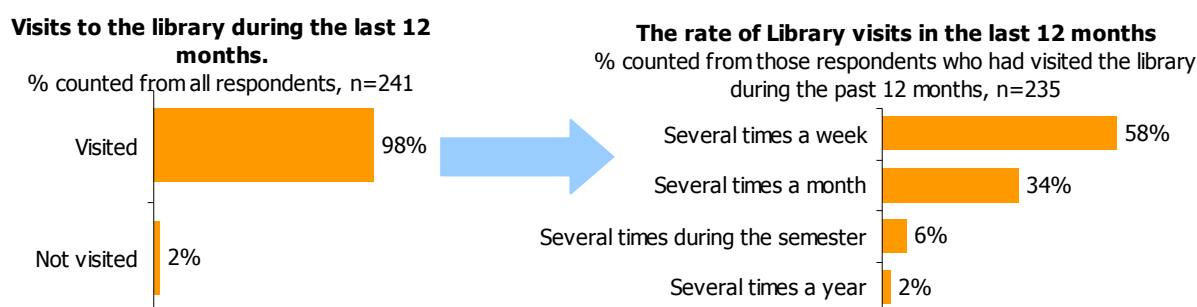 Visits to the library during the last 12
months.
% counted from all respondents, n=241
Visited
98%
Not visited
2%
The rate of Library visits in the last 12 months
% counted from those respondents who had visited the library
during the past 12 months, n=235
Several times a week
58%
Several times a month
34%
Several times during the semester
6%
Several times a year
2%